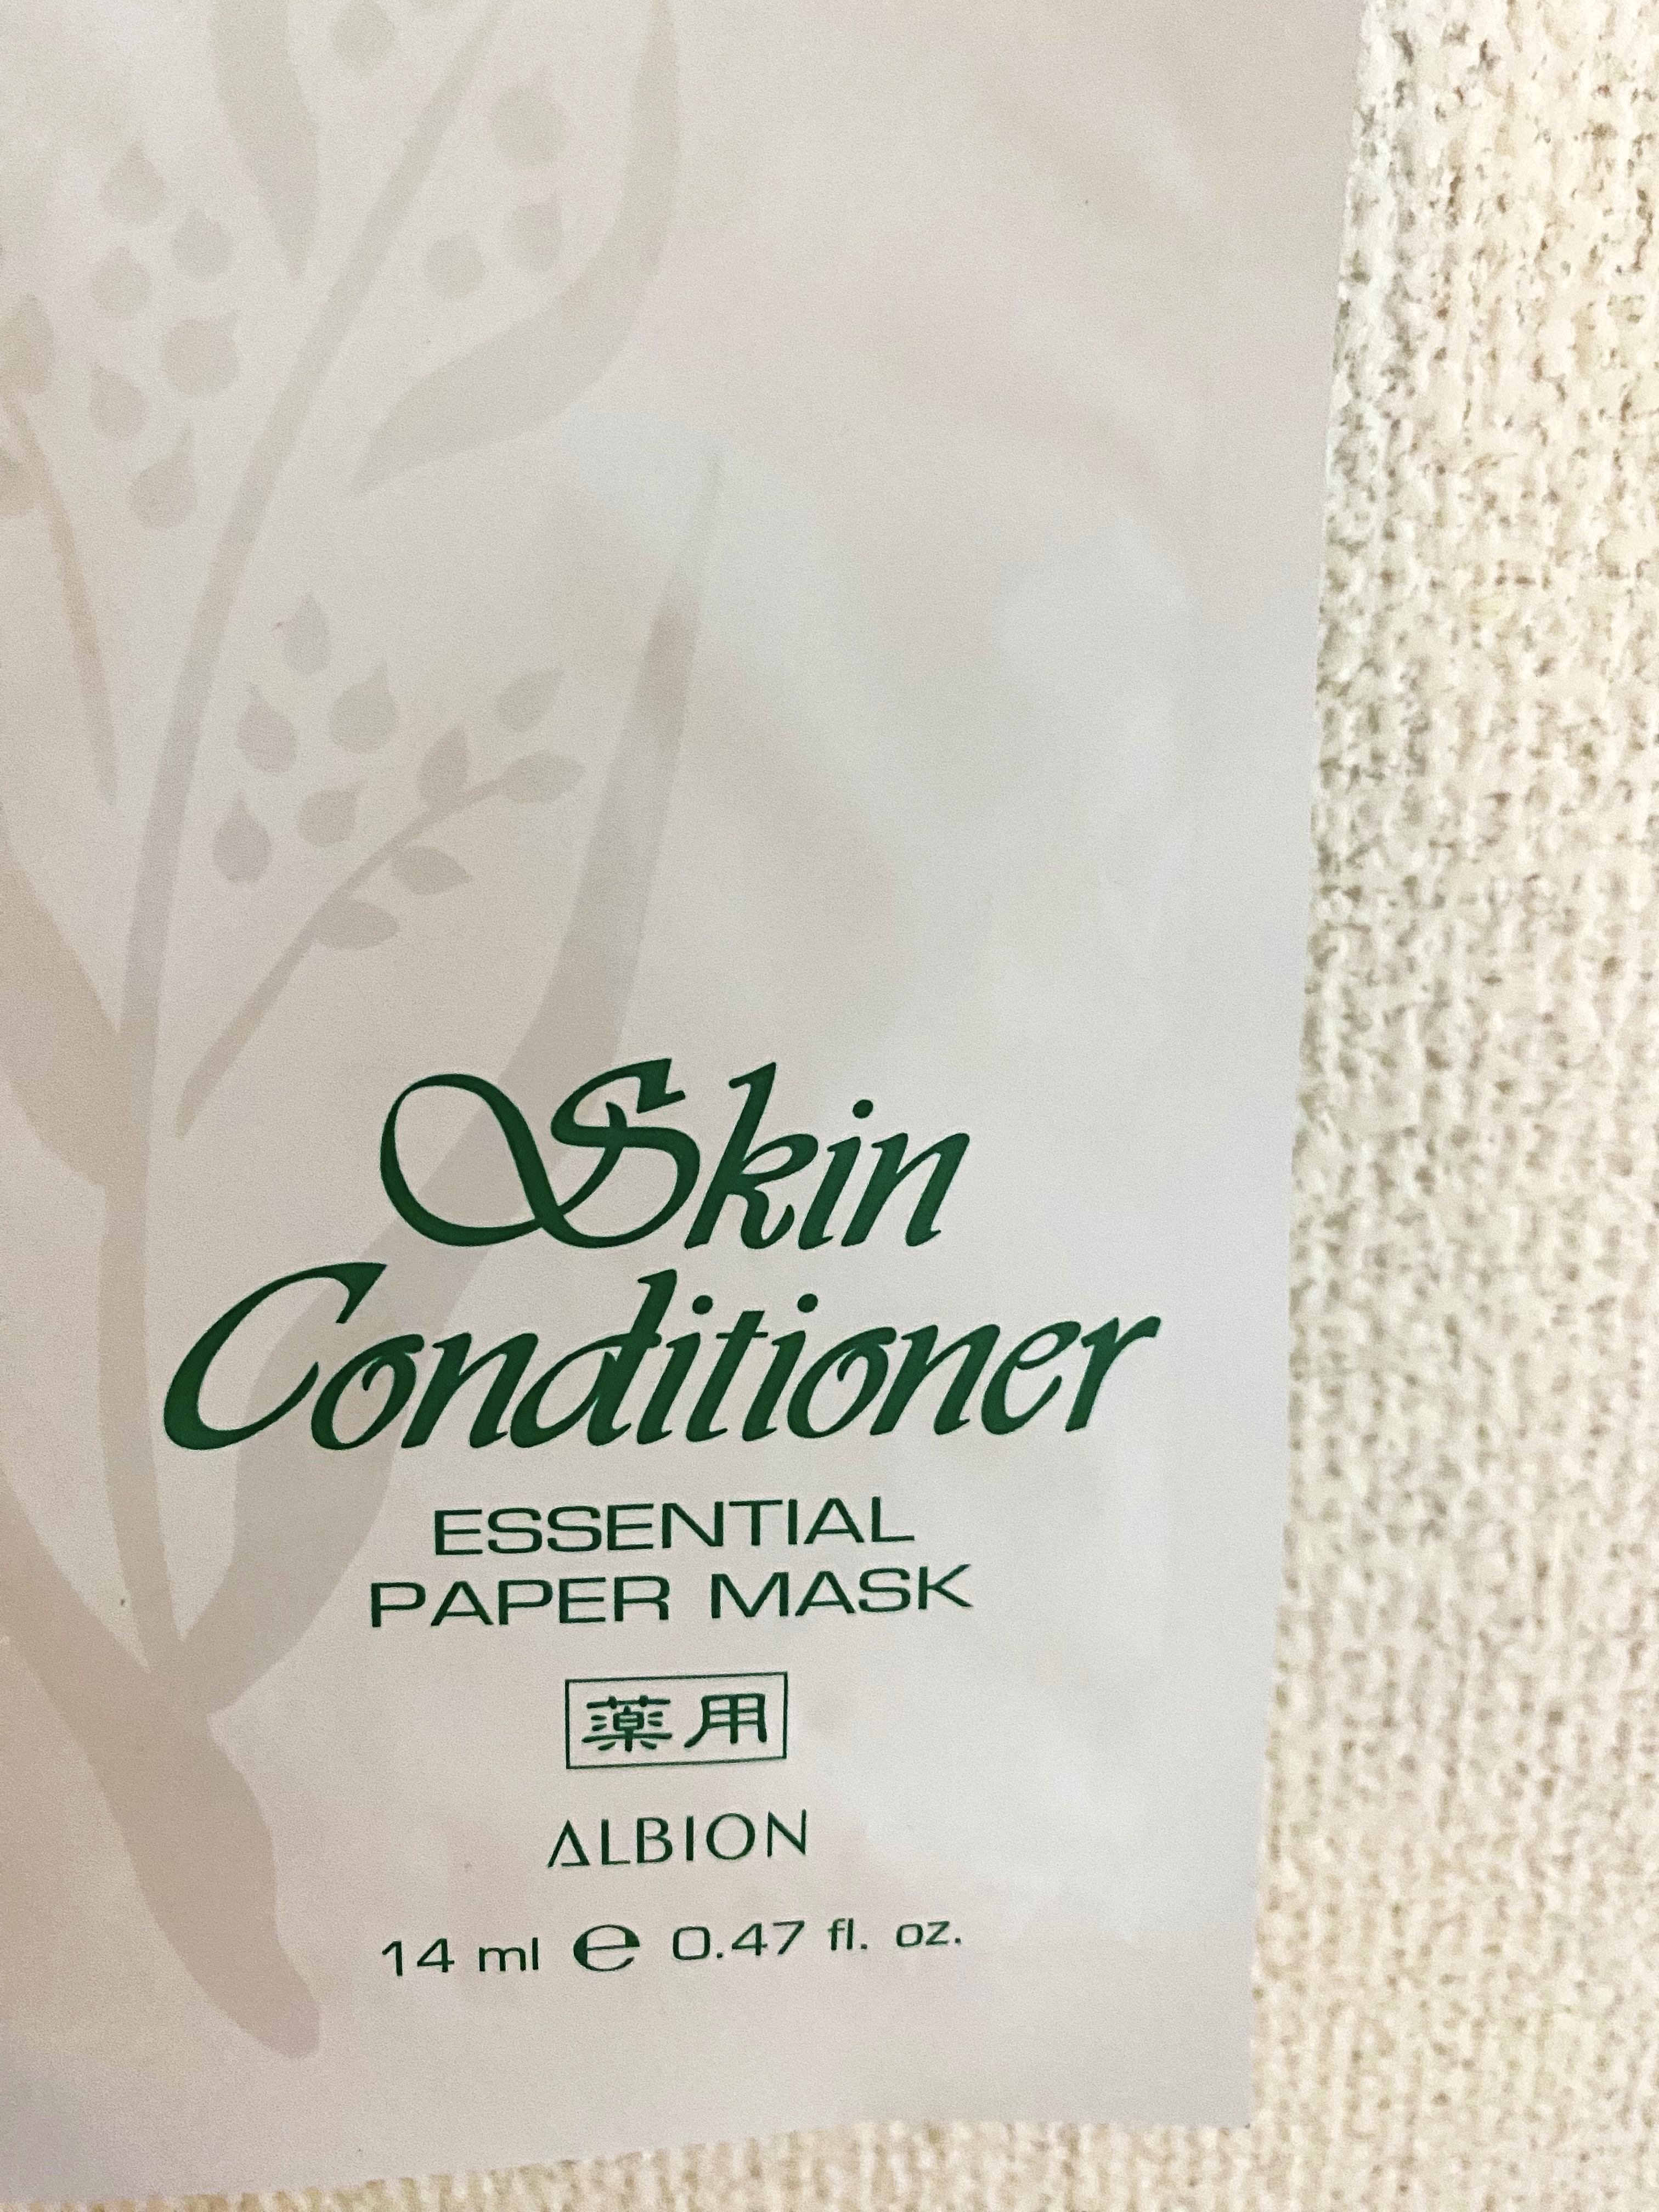 Skin
Conditioner
ESSENTIAL
PAPER MASK
薬用
ALBION
14 ml ℮ 0.47 fl. oz.